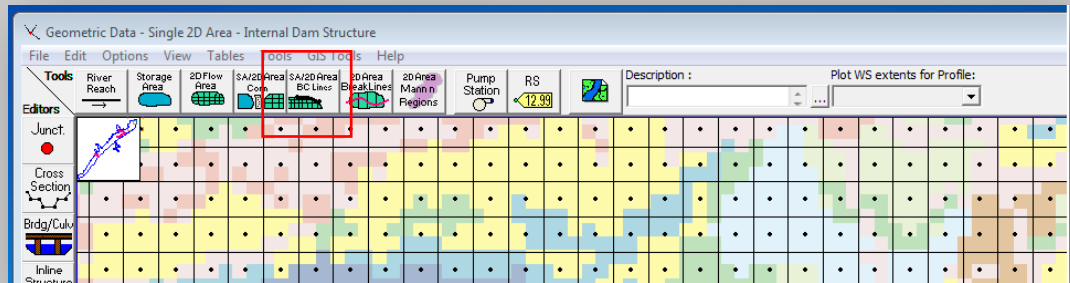 Geometric Data - Single 2D Area - Internal Dam Structure
File Edit Options View Tables Tools GIS Tools Help
Tools
Editors
River
Reach
Storage
Area
2D Flow
Area
SA/2D Area
Conn
SA/2D Area
BC Lines
2D Area
BreakLines
2D Area
Mann n
Regions
Pump
Station
RS
12.99
Description :
...
Plot WS extents for Profile:
Junct.
Cross
Section
Brdg/Culv
Inline
Structure